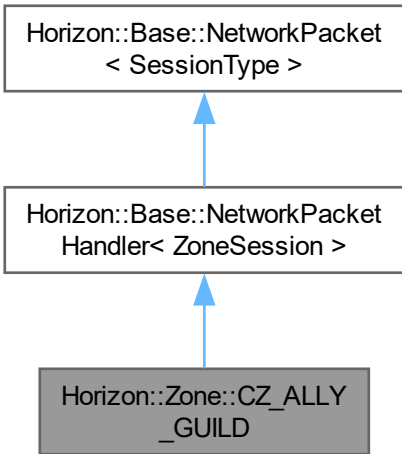 Horizon::Base::NetworkPacket
< SessionType >
Horizon::Base::NetworkPacket
Handler< ZoneSession >
Horizon::Zone::CZ_ALLY
_GUILD